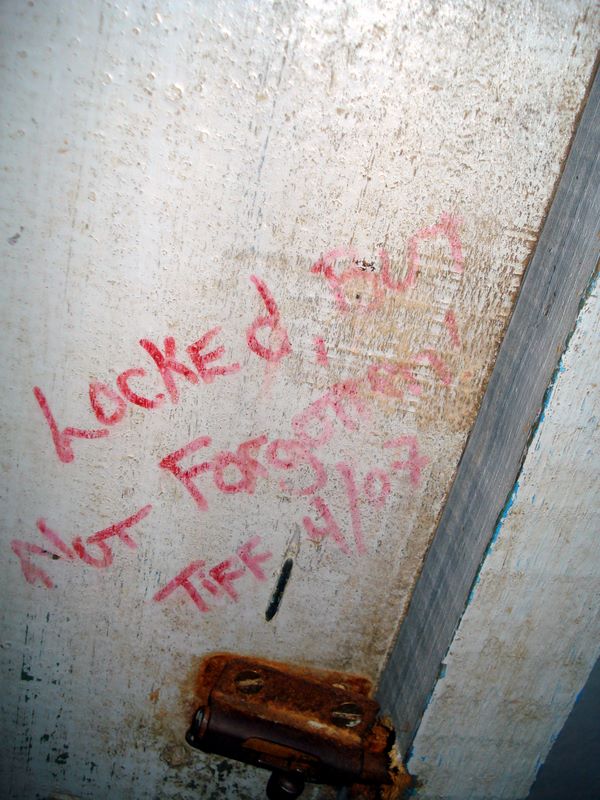 Locked, But
Not Forgotten!
Tiff 4/07